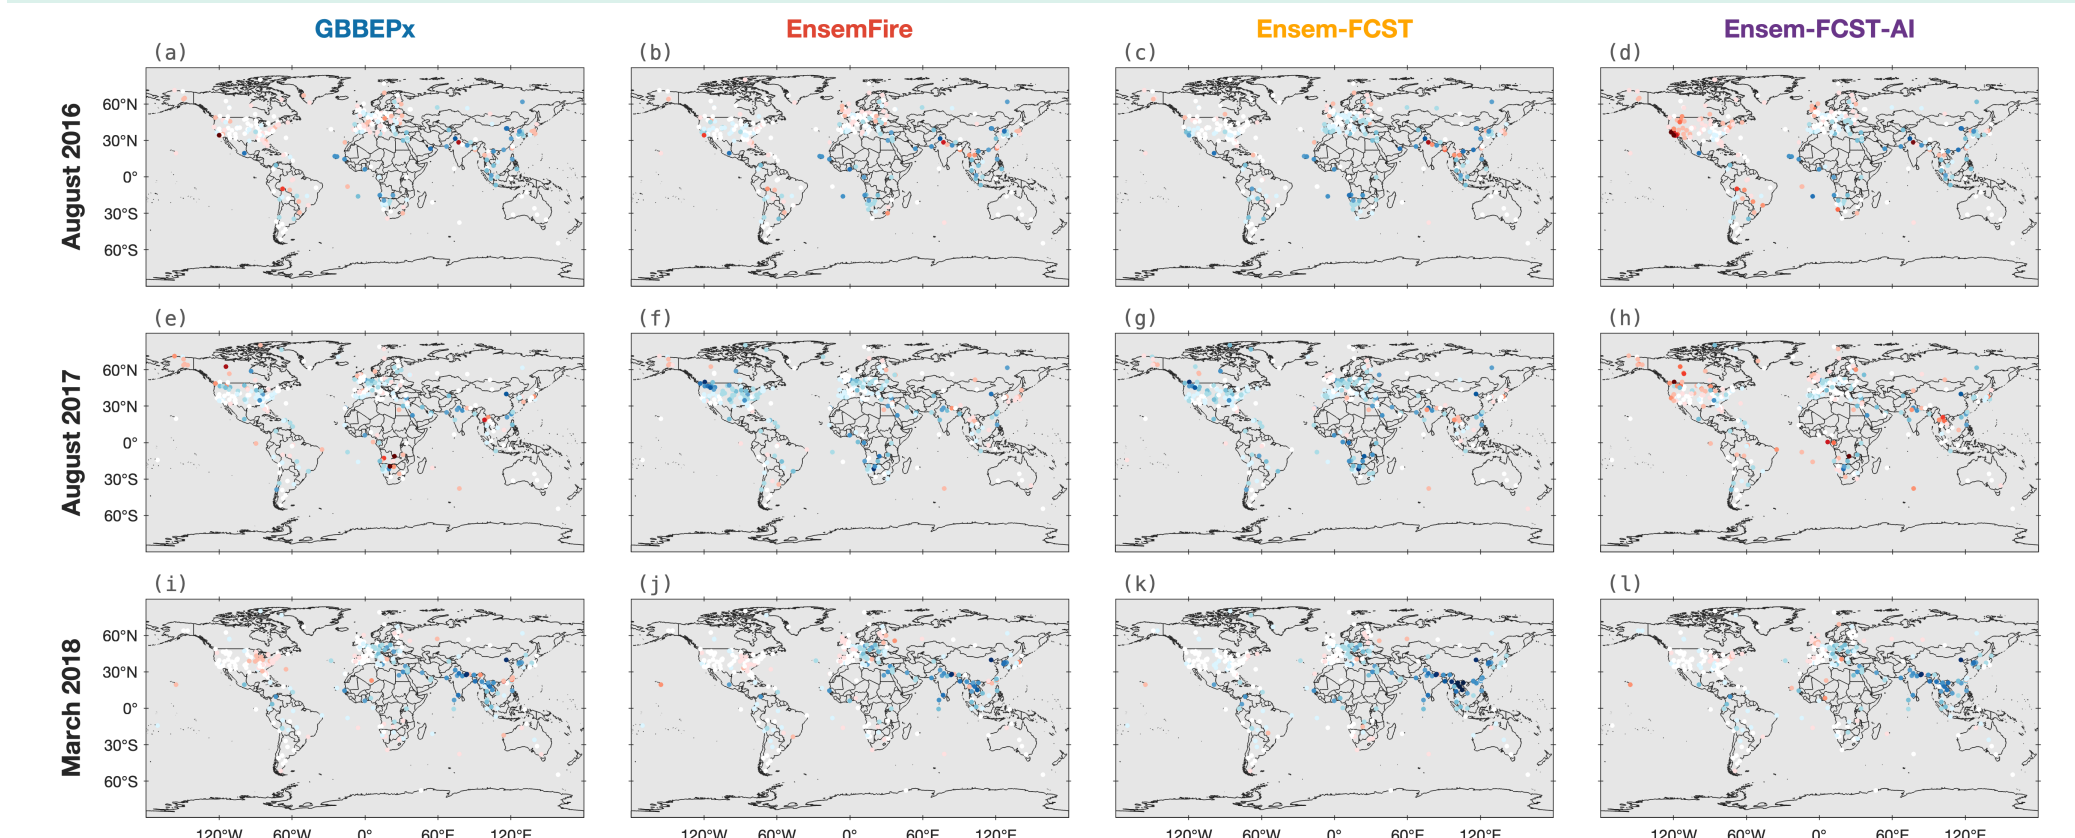 GBBEPx EnsemFire Ensem-FCST Ensem-FCST-AI
(a) (b) (c) (d)
August 2016
60°N
30°N
0°
30°S
60°S
(e) (f) (g) (h)
August 2017
60°N
30°N
0°
30°S
60°S
(i) (j) (k) (l)
March 2018
60°N
30°N
0°
30°S
60°S
120°W 60°W 0° 60°E 120°E 120°W 60°W 0° 60°E 120°E 120°W 60°W 0° 60°E 120°E 120°W 60°W 0° 60°E 120°E